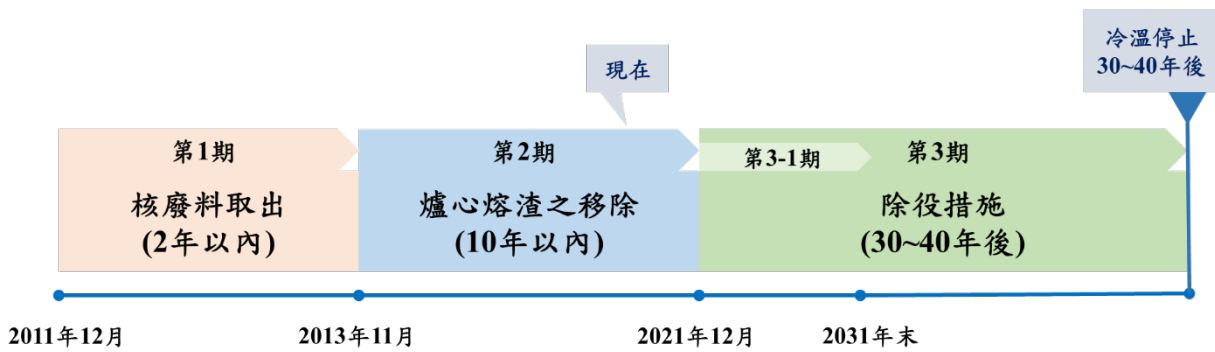 冷溫停止
30~40年後
現在
第1期
第2期
第3-1期
第3期
核廢料取出
(2年以內)
爐心熔渣之移除
(10年以內)
除役措施
(30~40年後)
2011年12月
2013年11月
2021年12月
2031年末